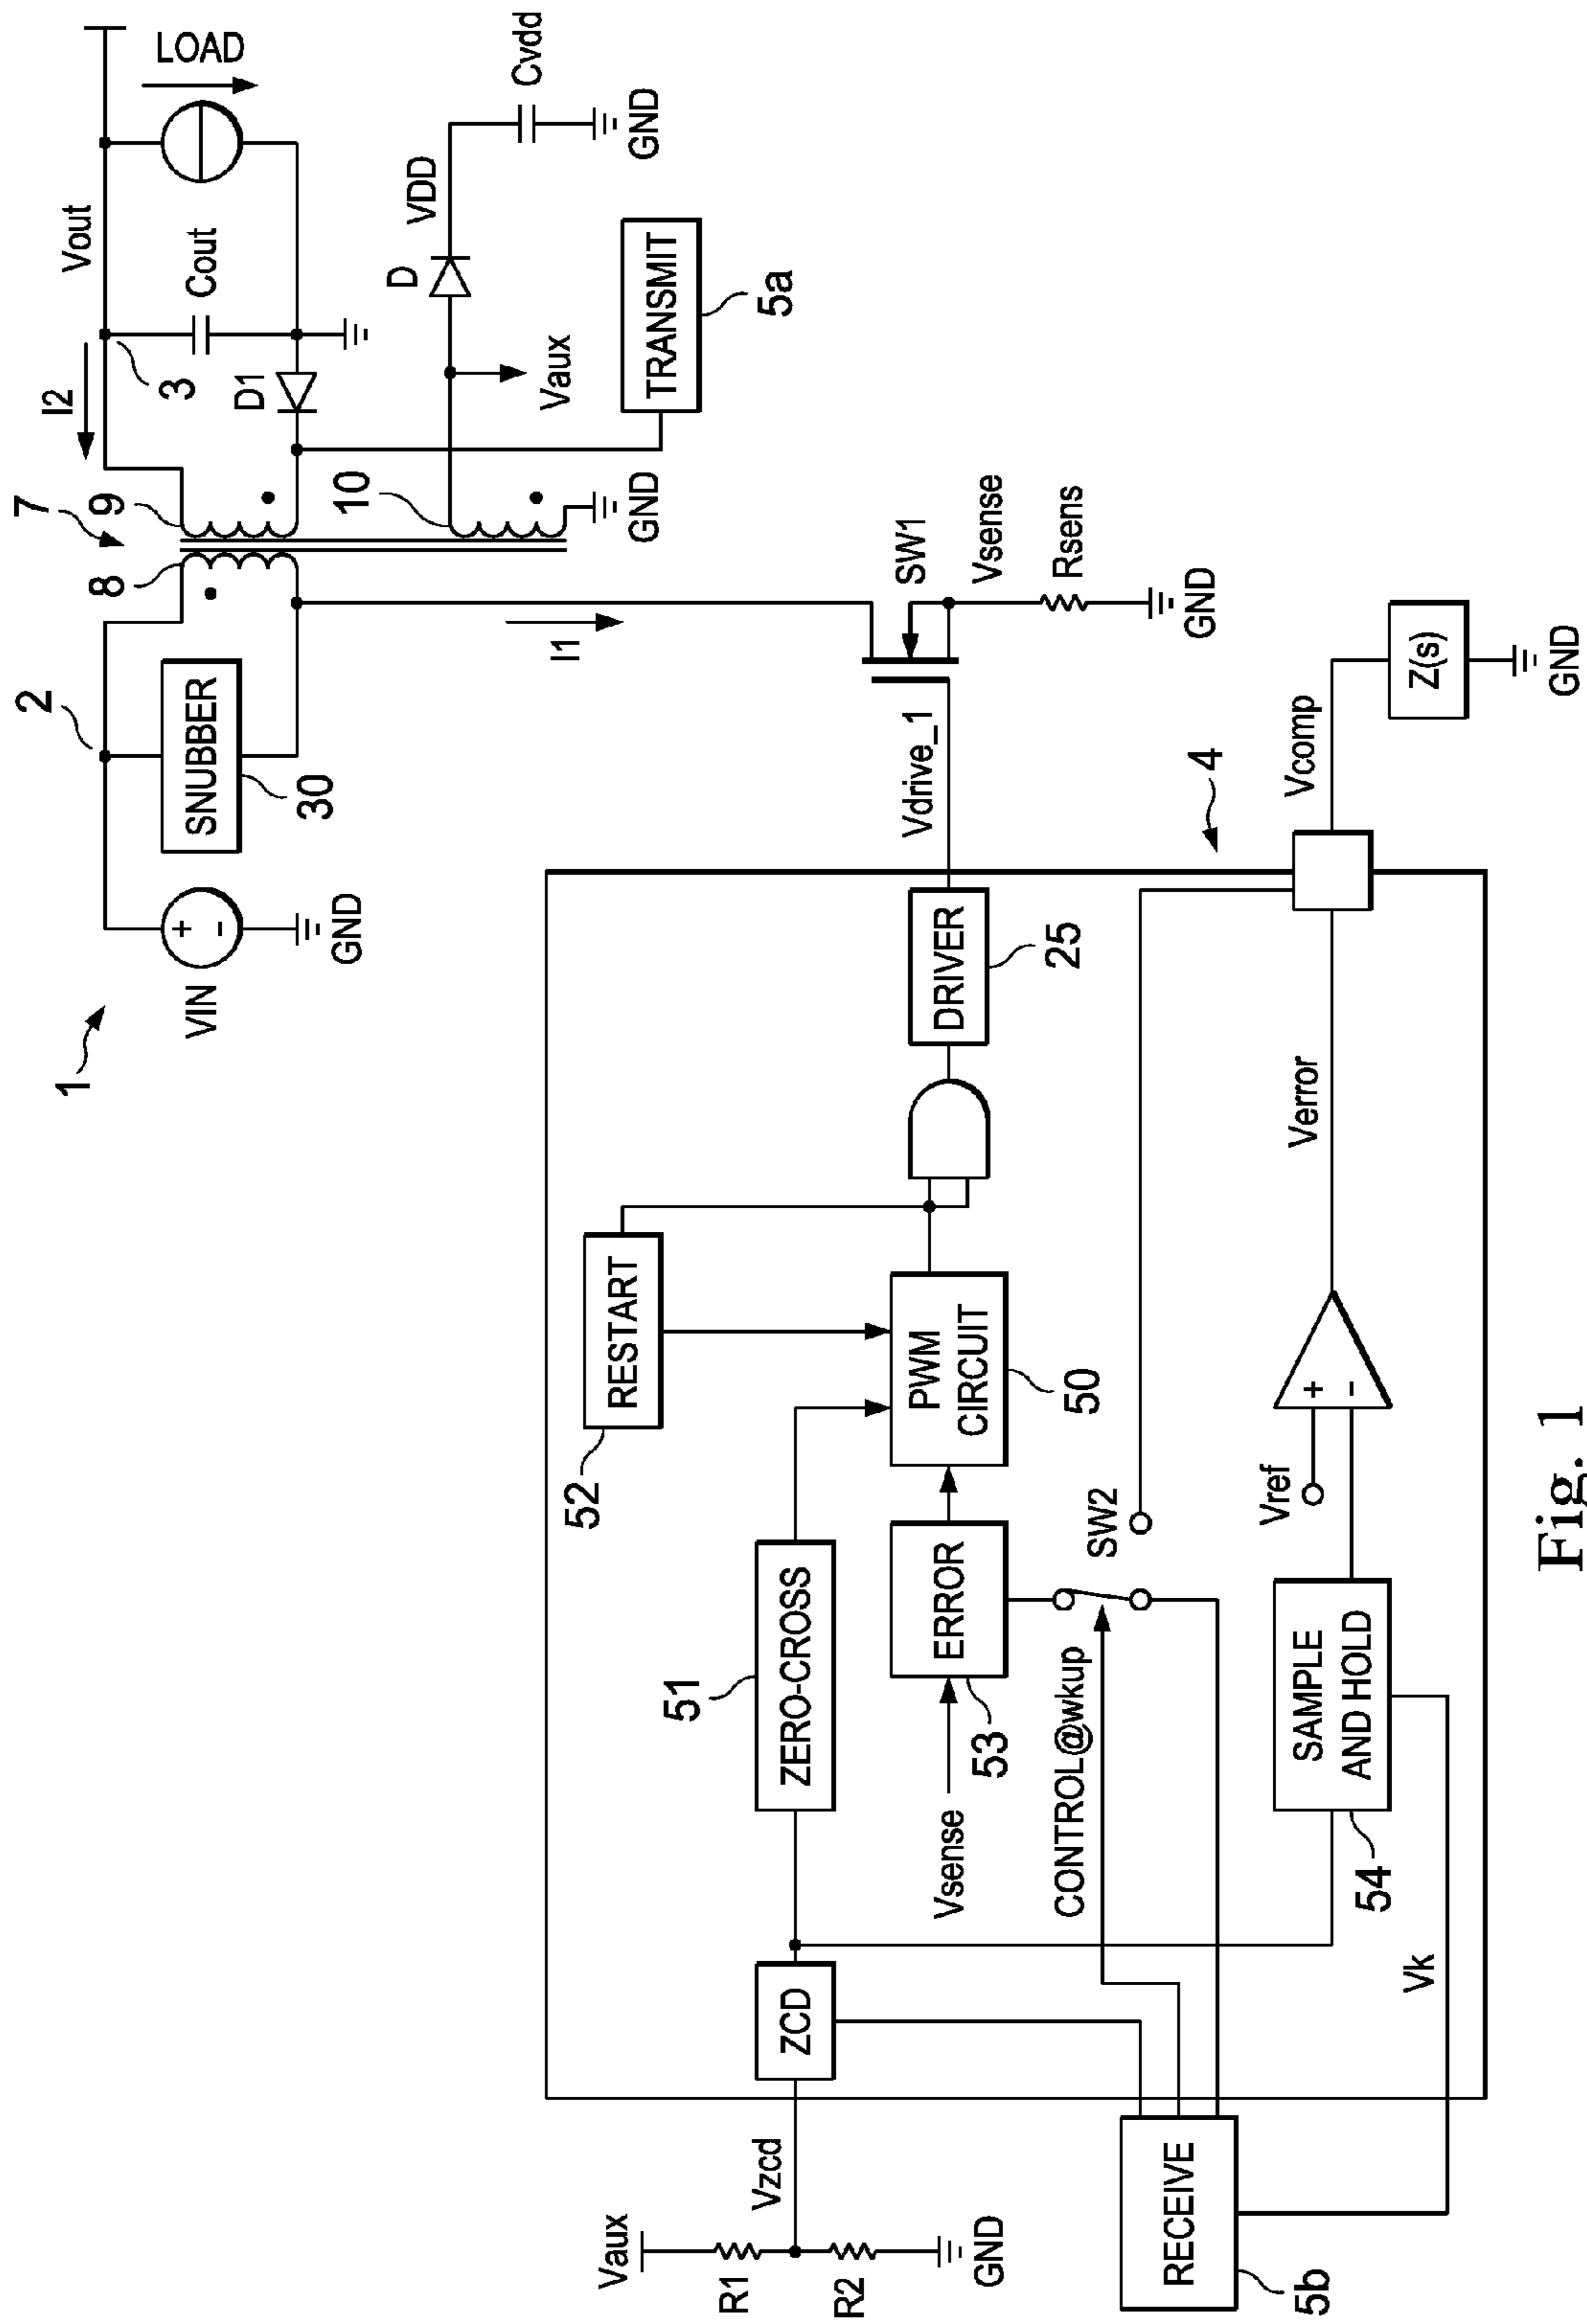 1
VIN
+
-
GND
2
SNUBBER
30
7
8
9
10
I2
3
Vout
Cout
D1
LOAD
D
VDD
Cvdd
GND
Vaux
TRANSMIT
5a
GND
I1
SW1
Vsense
Rsens
GND
Vdrive_1
4
Vcomp
Z(s)
GND
Vaux
R1
R2
GND
Vzcd
ZCD
51
ZERO-CROSS
52
RESTART
Vsense
ERROR
53
PWM
CIRCUIT
50
DRIVER
25
CONTROL@wkup
SW2
RECEIVE
5b
Vk
SAMPLE
AND HOLD
54
Vref
+
-
Verror
Fig. 1